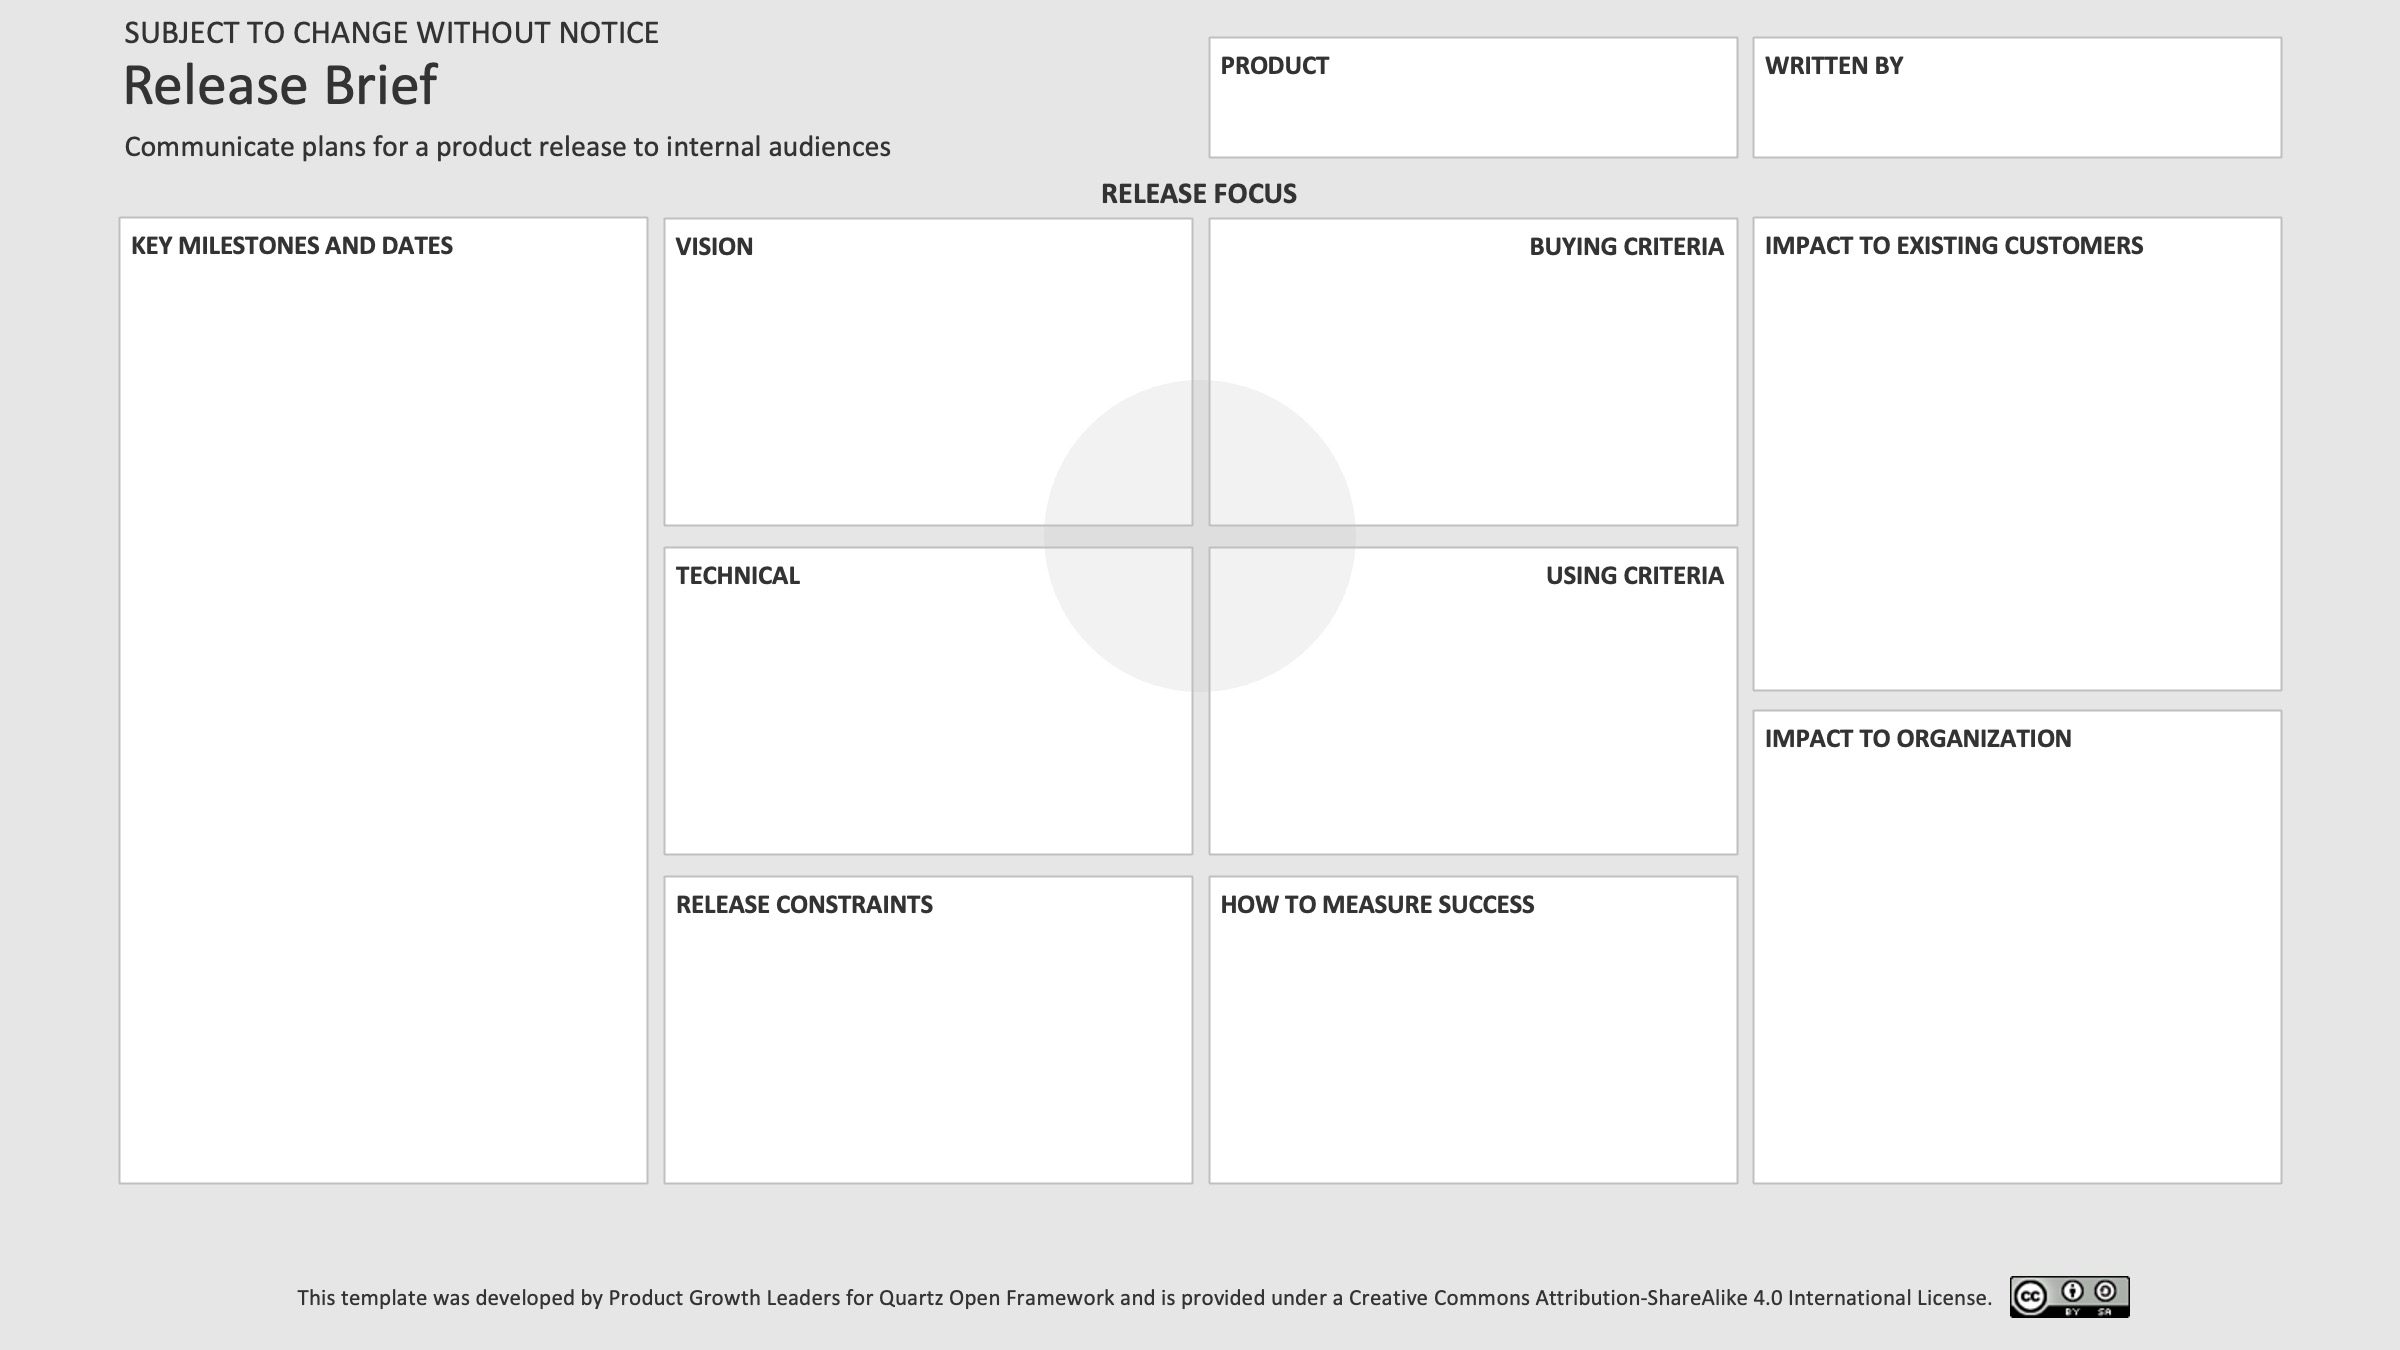 SUBJECT TO CHANGE WITHOUT NOTICE
Release Brief
Communicate plans for a product release to internal audiences
PRODUCT
WRITTEN BY
RELEASE FOCUS
KEY MILESTONES AND DATES
VISION
BUYING CRITERIA
IMPACT TO EXISTING CUSTOMERS
TECHNICAL
USING CRITERIA
IMPACT TO ORGANIZATION
RELEASE CONSTRAINTS
HOW TO MEASURE SUCCESS
This template was developed by Product Growth Leaders for Quartz Open Framework and is provided under a Creative Commons Attribution-ShareAlike 4.0 International License.
cc
BY SA